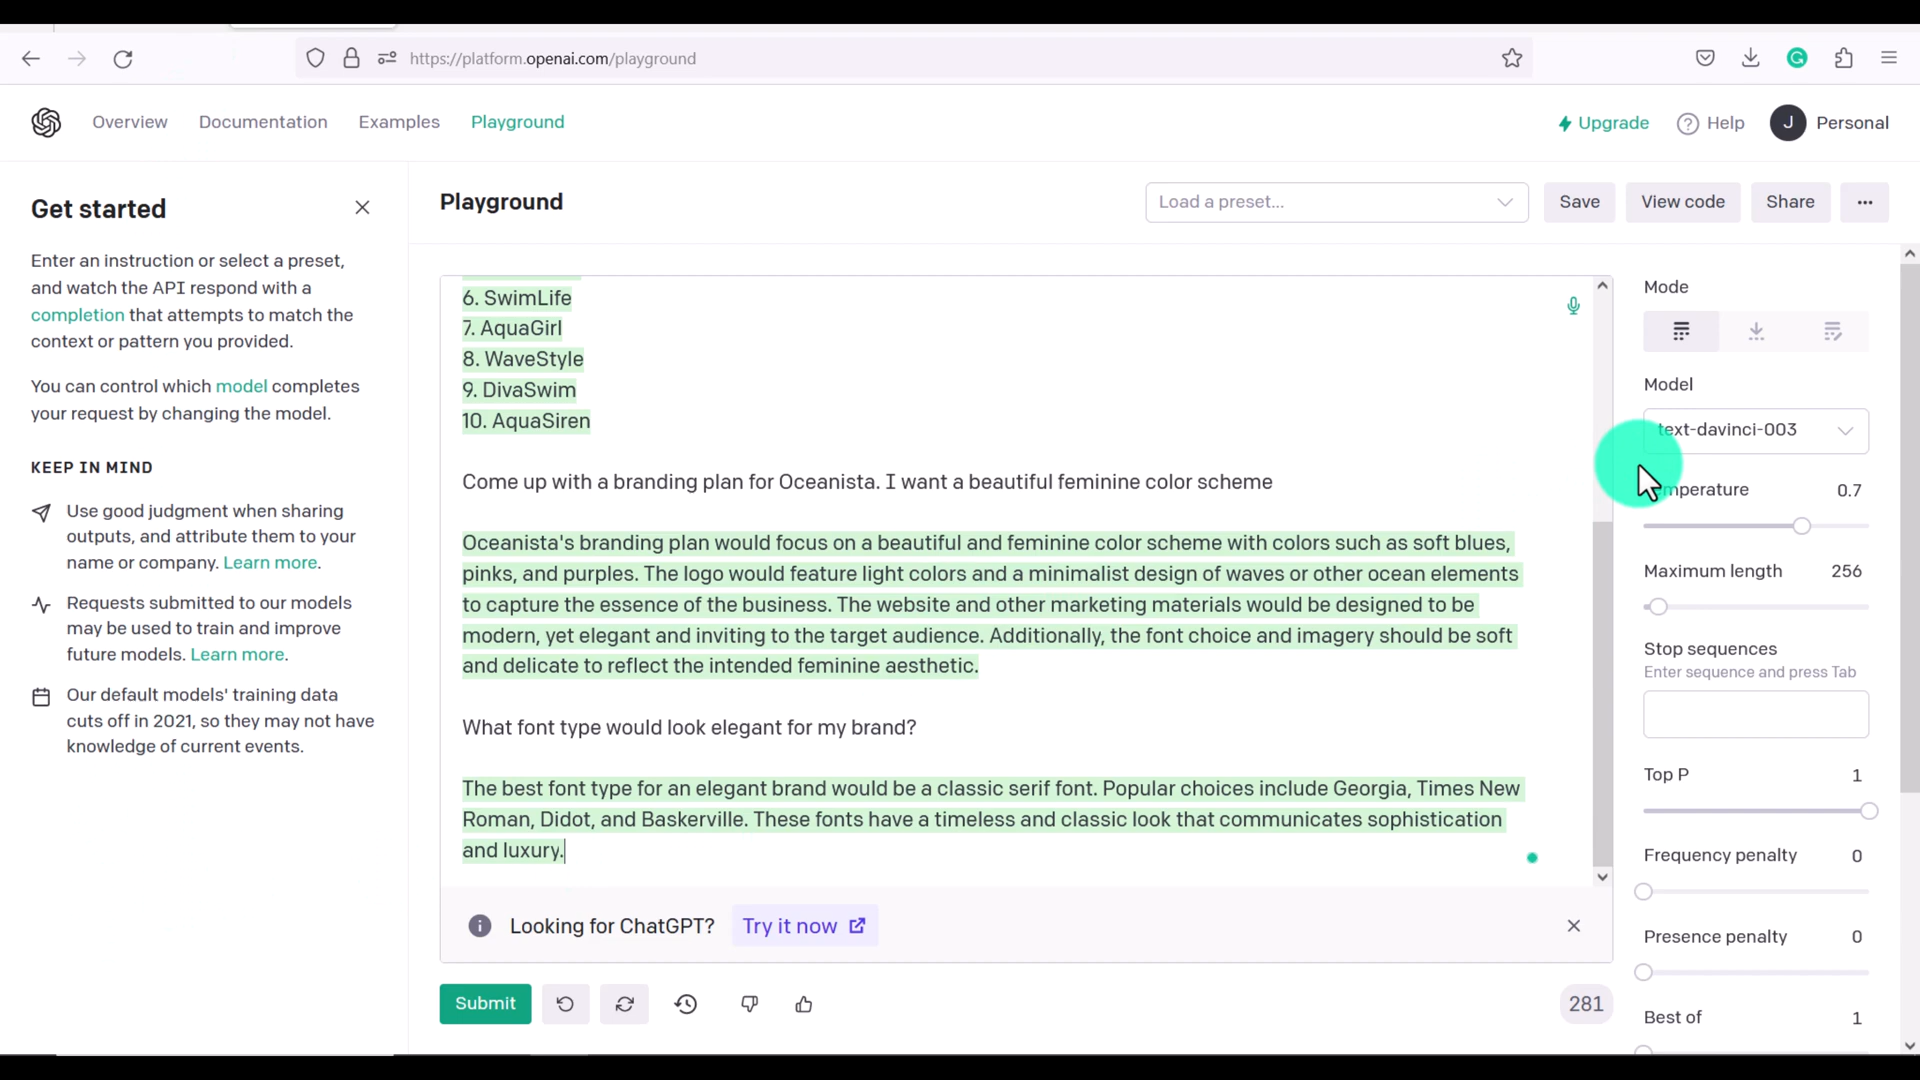 https://platform.openai.com/playground
Overview
Documentation
Examples
Playground
Upgrade
Help
J
Personal
Get started
Enter an instruction or select a preset,
and watch the API respond with a
completion that attempts to match the
context or pattern you provided.
You can control which model completes
your request by changing the model.
KEEP IN MIND
Use good judgment when sharing
outputs, and attribute them to your
name or company. Learn more.
Requests submitted to our models
may be used to train and improve
future models. Learn more.
Our default models' training data
cuts off in 2021, so they may not have
knowledge of current events.
Playground
Load a preset...
Save
View code
Share
6. SwimLife
7. AquaGirl
8. WaveStyle
9. DivaSwim
10. AquaSiren
Come up with a branding plan for Oceanista. I want a beautiful feminine color scheme
Oceanista's branding plan would focus on a beautiful and feminine color scheme with colors such as soft blues,
pinks, and purples. The logo would feature light colors and a minimalist design of waves or other ocean elements
to capture the essence of the business. The website and other marketing materials would be designed to be
modern, yet elegant and inviting to the target audience. Additionally, the font choice and imagery should be soft
and delicate to reflect the intended feminine aesthetic.
What font type would look elegant for my brand?
The best font type for an elegant brand would be a classic serif font. Popular choices include Georgia, Times New
Roman, Didot, and Baskerville. These fonts have a timeless and classic look that communicates sophistication
and luxury.
Looking for ChatGPT?
Try it now
Submit
281
Mode
Model
text-davinci-003
Temperature 0.7
Maximum length 256
Stop sequences
Enter sequence and press Tab
Top P 1
Frequency penalty 0
Presence penalty 0
Best of 1